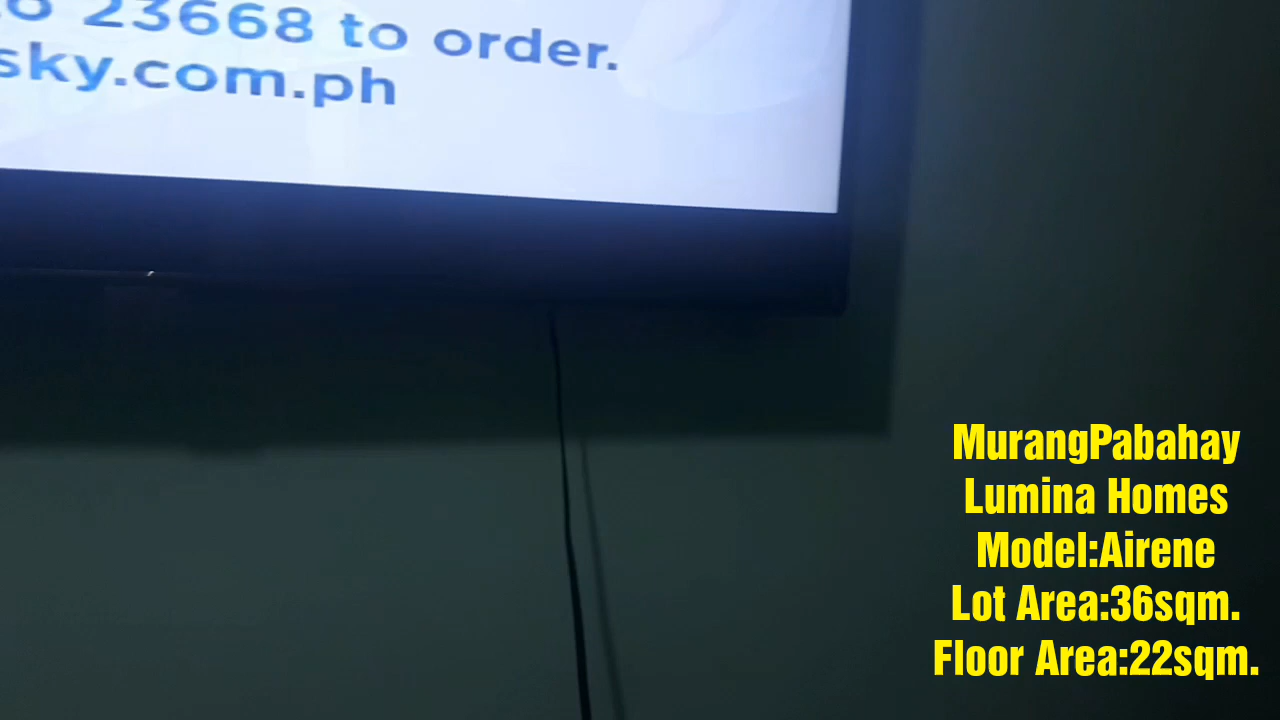 23668 to order.
sky.com.ph
MurangPabahay
Lumina Homes
Model:Airene
Lot Area:36sqm.
Floor Area:22sqm.